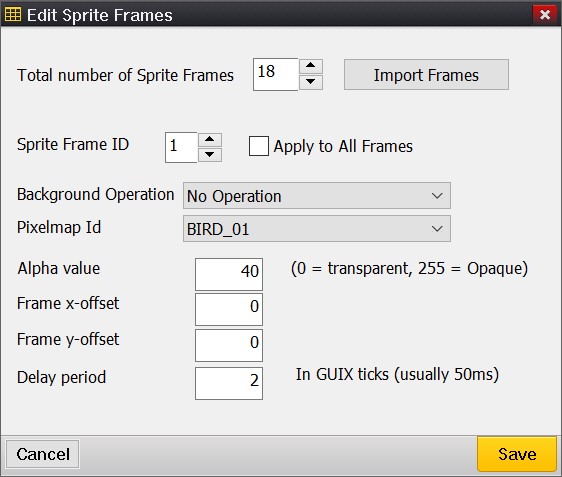 Edit Sprite Frames
Total number of Sprite Frames 18 Import Frames
Sprite Frame ID 1 Apply to All Frames
Background Operation No Operation
Pixelmap Id BIRD_01
Alpha value 40 (0 = transparent, 255 = Opaque)
Frame x-offset 0
Frame y-offset 0
Delay period 2 In GUIX ticks (usually 50ms)
Cancel Save